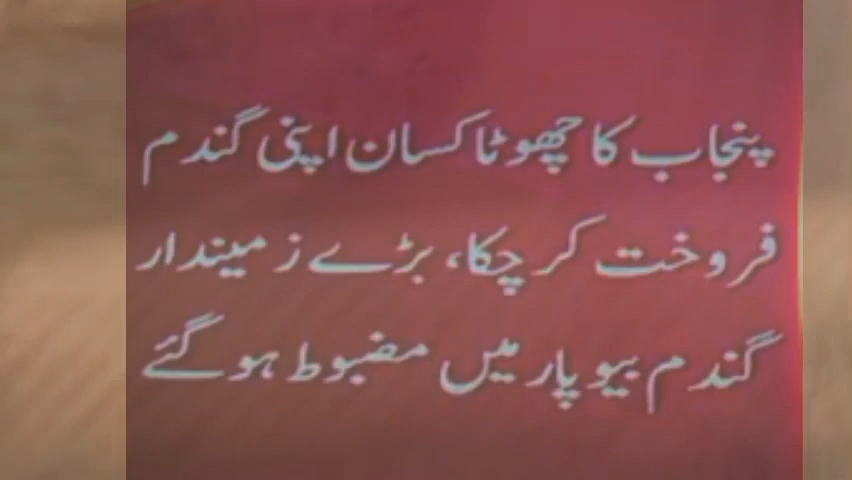 پنجاب کا چھوٹا کسان اپنی گندم
فروخت کر چکا، بڑے زمیندار
گندم بیوپار میں مضبوط ہو گئے